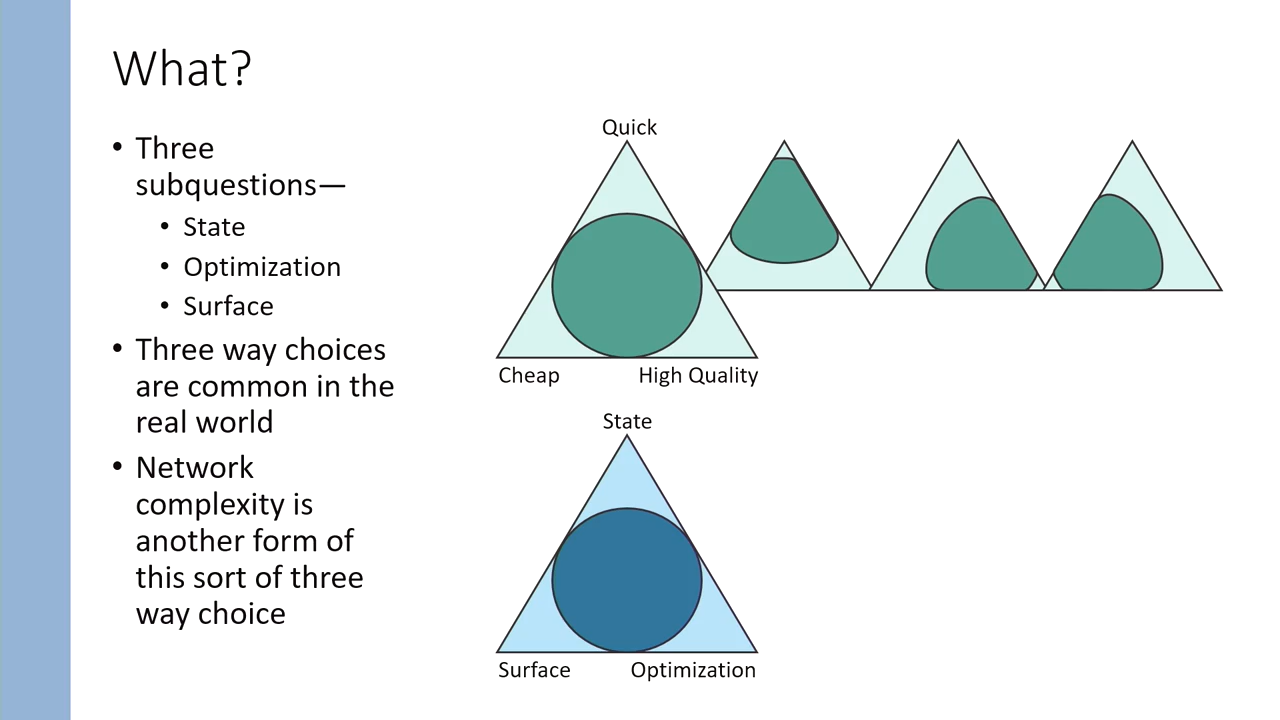 What?
• Three
subquestions—
• State
• Optimization
• Surface
• Three way choices
are common in the
real world
• Network
complexity is
another form of
this sort of three
way choice
Quick
Cheap
High Quality
State
Surface
Optimization